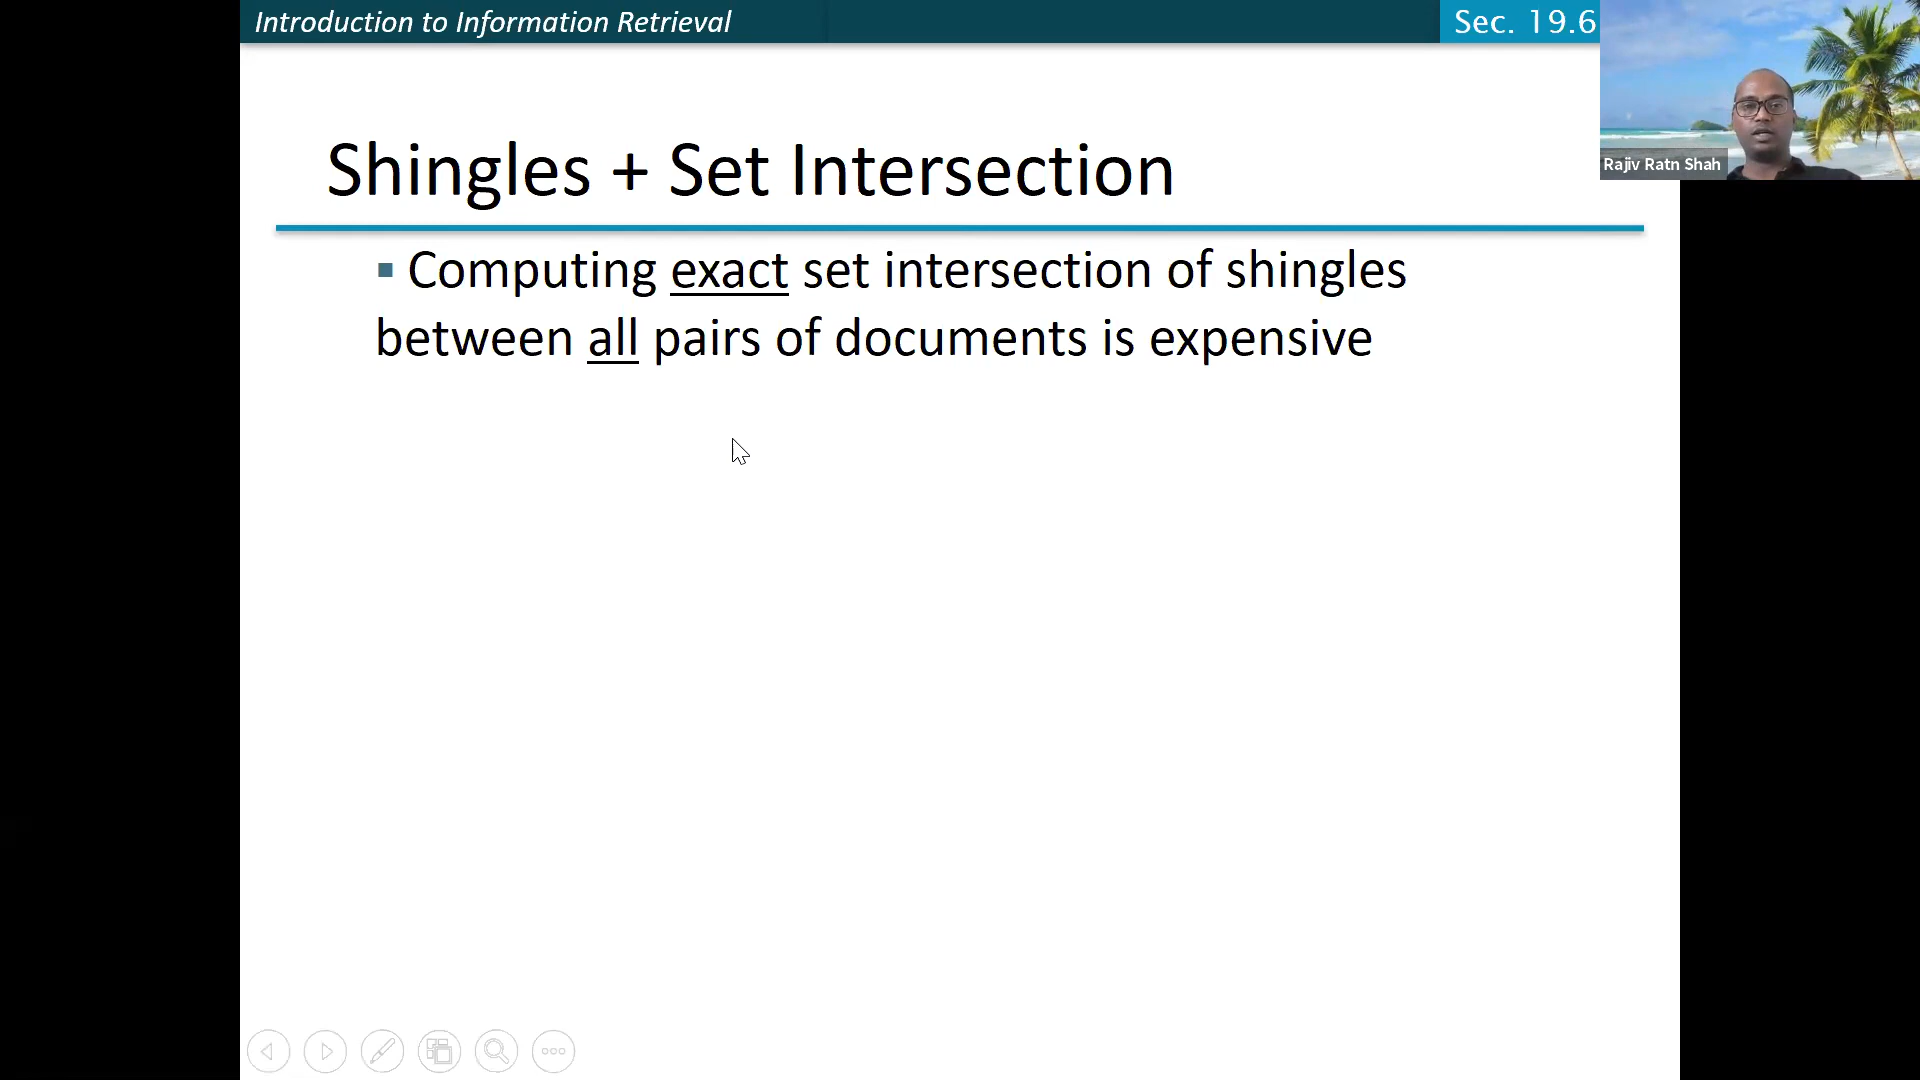 Introduction to Information Retrieval
Sec. 19.6
Rajiv Ratn Shah
Shingles + Set Intersection
▪ Computing exact set intersection of shingles
between all pairs of documents is expensive